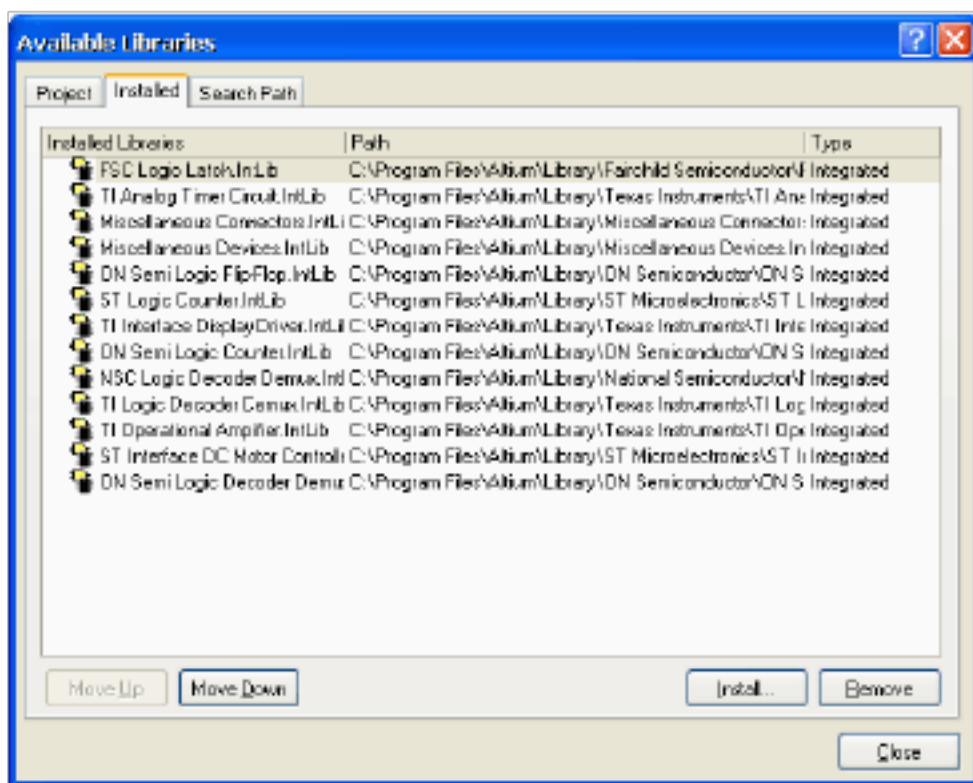 Available Libraries
Project Installed Search Path
Installed Libraries Path Type
FSC Logic Latch.IntLib C:\Program Files\Altium\Library\Fairchild Semiconductor\F Integrated
TI Analog Timer Circuit.IntLib C:\Program Files\Altium\Library\Texas Instruments\TI Ana Integrated
Miscellaneous Connectors.IntLi C:\Program Files\Altium\Library\Miscellaneous Connector: Integrated
Miscellaneous Devices.IntLib C:\Program Files\Altium\Library\Miscellaneous Devices.In Integrated
ON Semi Logic Flip-Flop.IntLib C:\Program Files\Altium\Library\ON Semiconductor\ON S Integrated
ST Logic Counter.IntLib C:\Program Files\Altium\Library\ST Microelectronics\ST L Integrated
TI Interface Display Driver.IntLil C:\Program Files\Altium\Library\Texas Instruments\TI Inte Integrated
ON Semi Logic Counter.IntLib C:\Program Files\Altium\Library\ON Semiconductor\ON S Integrated
NSC Logic Decoder Demux.Intl C:\Program Files\Altium\Library\National Semiconductor\N Integrated
TI Logic Decoder Demux.IntLib C:\Program Files\Altium\Library\Texas Instruments\TI Log Integrated
TI Operational Ampifier.IntLib C:\Program Files\Altium\Library\Texas Instruments\TI Ope Integrated
ST Interface DC Motor Controlle C:\Program Files\Altium\Library\ST Microelectronics\ST Ir Integrated
ON Semi Logic Decoder Demu: C:\Program Files\Altium\Library\ON Semiconductor\ON S Integrated
Move Up Move Down Install... Remove
Close